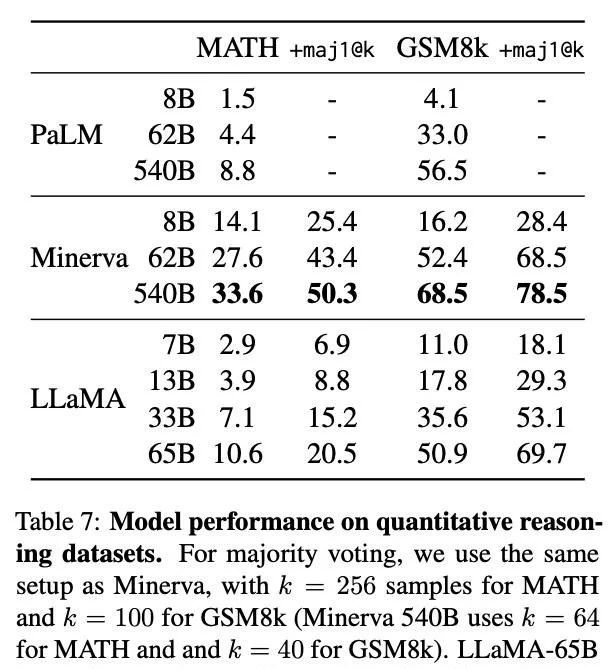 MATH +maj1@k GSM8k +maj1@k
8B 1.5 - 4.1 -
PaLM 62B 4.4 - 33.0 -
540B 8.8 - 56.5 -
8B 14.1 25.4 16.2 28.4
Minerva 62B 27.6 43.4 52.4 68.5
540B 33.6 50.3 68.5 78.5
7B 2.9 6.9 11.0 18.1
LLaMA 13B 3.9 8.8 17.8 29.3
33B 7.1 15.2 35.6 53.1
65B 10.6 20.5 50.9 69.7
Table 7: Model performance on quantitative reason-
ing datasets. For majority voting, we use the same
setup as Minerva, with k = 256 samples for MATH
and k = 100 for GSM8k (Minerva 540B uses k = 64
for MATH and and k = 40 for GSM8k). LLaMA-65B